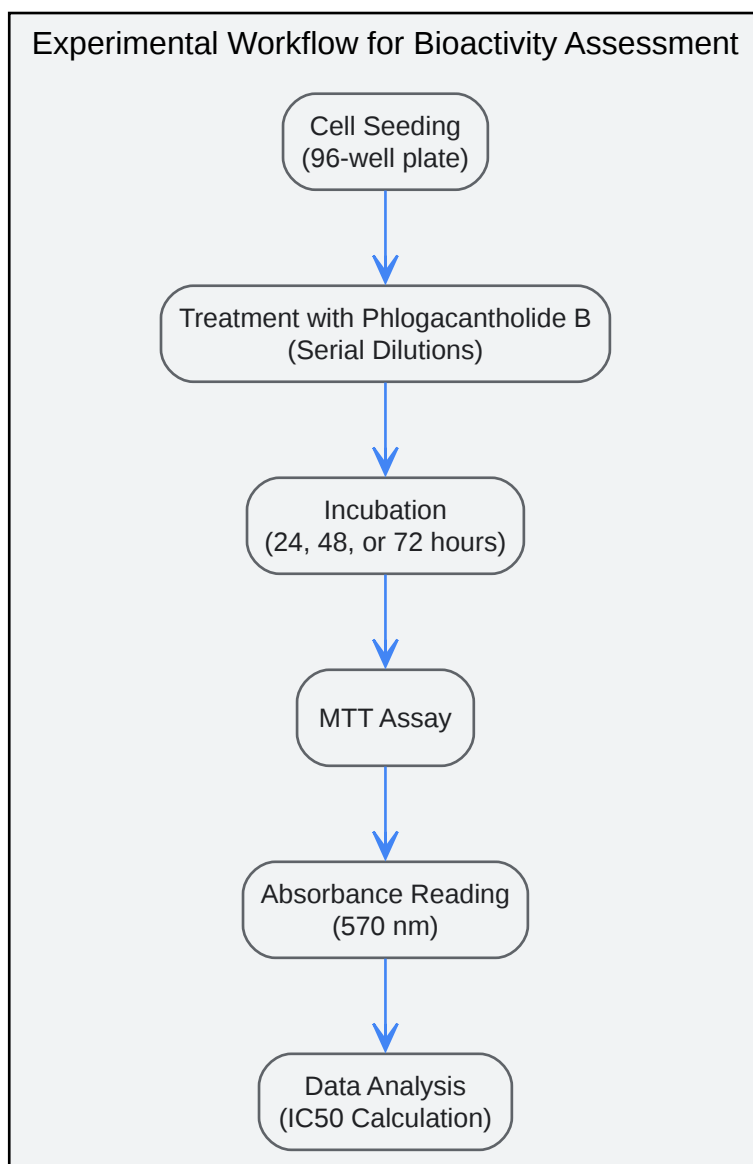 Experimental Workflow for Bioactivity Assessment
Cell Seeding
(96-well plate)
Treatment with Phlogacantholide B
(Serial Dilutions)
Incubation
(24, 48, or 72 hours)
MTT Assay
Absorbance Reading
(570 nm)
Data Analysis
(IC50 Calculation)